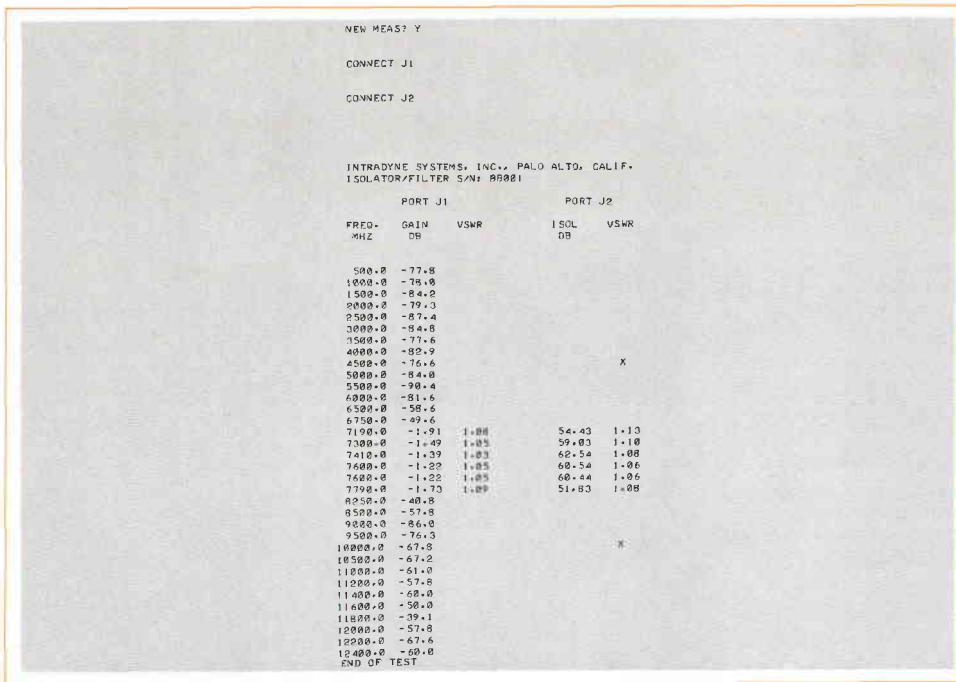 NEW MEAS? Y
CONNECT J1
CONNECT J2
INTRADYNE SYSTEMS, INC., PALO ALTO, CALIF.
ISOLATOR/FILTER S/N: 88001
PORT J1 PORT J2
FREQ. GAIN VSWR ISOL VSWR
MHZ DB DB
500.0 -77.8
1000.0 -78.0
1500.0 -84.2
2000.0 -79.3
2500.0 -87.4
3000.0 -84.8
3500.0 -77.6
4000.0 -82.9
4500.0 -76.6 X
5000.0 -84.0
5500.0 -90.4
6000.0 -81.6
6500.0 -58.6
6750.0 -49.6
7190.0 -1.91 1.08 54.43 1.13
7300.0 -1.49 1.05 59.03 1.10
7410.0 -1.39 1.03 62.54 1.08
7600.0 -1.22 1.05 60.54 1.06
7600.0 -1.22 1.05 60.44 1.06
7790.0 -1.73 1.09 51.83 1.08
8250.0 -40.8
8500.0 -57.8
9000.0 -86.0
9500.0 -76.3
10000.0 -67.8 X
10500.0 -67.2
11000.0 -61.0
11200.0 -57.8
11400.0 -60.0
11600.0 -50.0
11800.0 -39.1
12000.0 -57.8
12200.0 -67.6
12400.0 -60.0
END OF TEST